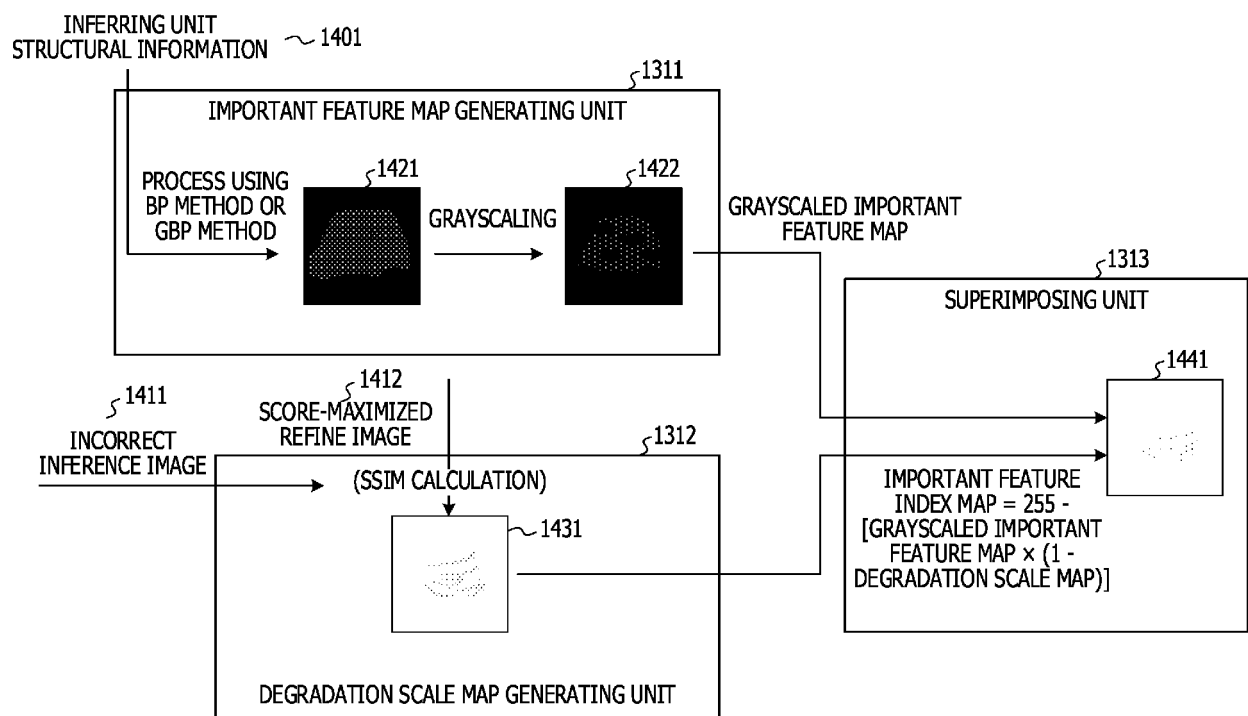 INFERRING UNIT
STRUCTURAL INFORMATION
1401
1311
IMPORTANT FEATURE MAP GENERATING UNIT
PROCESS USING
BP METHOD OR
GBP METHOD
1421
GRAYSCALING
1422
GRAYSCALED IMPORTANT
FEATURE MAP
1313
SUPERIMPOSING UNIT
1441
1411
INCORRECT
INFERENCE IMAGE
1412
SCORE-MAXIMIZED
REFINE IMAGE
1312
(SSIM CALCULATION)
1431
IMPORTANT FEATURE
INDEX MAP = 255 -
[GRAYSCALED IMPORTANT
FEATURE MAP × (1 -
DEGRADATION SCALE MAP)]
DEGRADATION SCALE MAP GENERATING UNIT